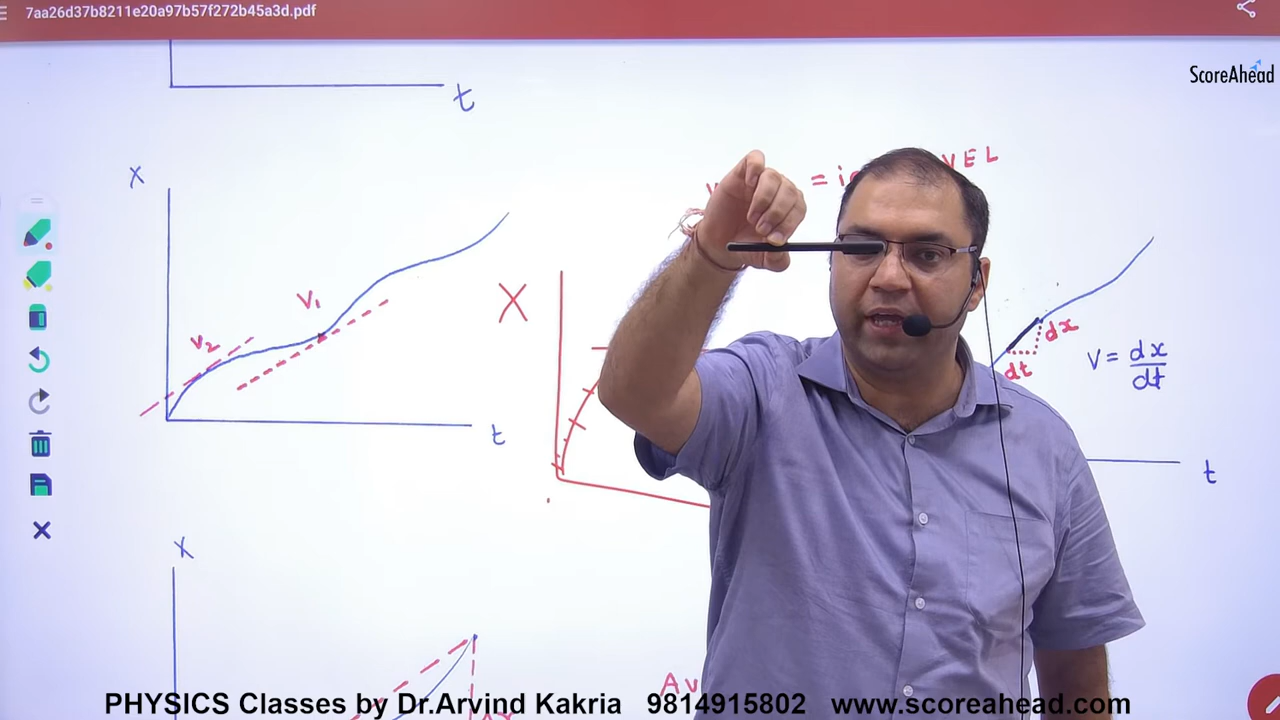 7aa26d37b8211e20a97b57f272b45a3d.pdf
ScoreAhead
t
x
V1
V2
t
= VEL
X
dx
dt
V = dx/dt
t
x
PHYSICS Classes by Dr.Arvind Kakria 9814915802 www.scoreahead.com